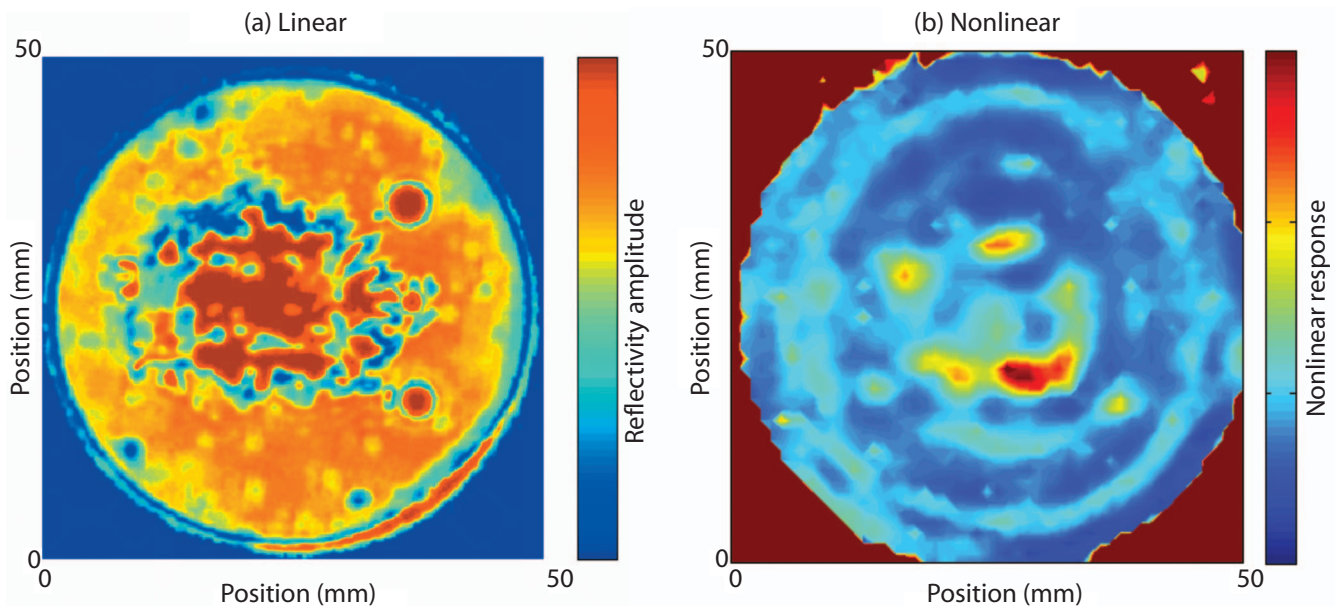 (a) Linear
50
Position (mm)
0
0
50
Position (mm)
Reflectivity amplitude
(b) Nonlinear
50
Position (mm)
0
0
50
Position (mm)
Nonlinear response